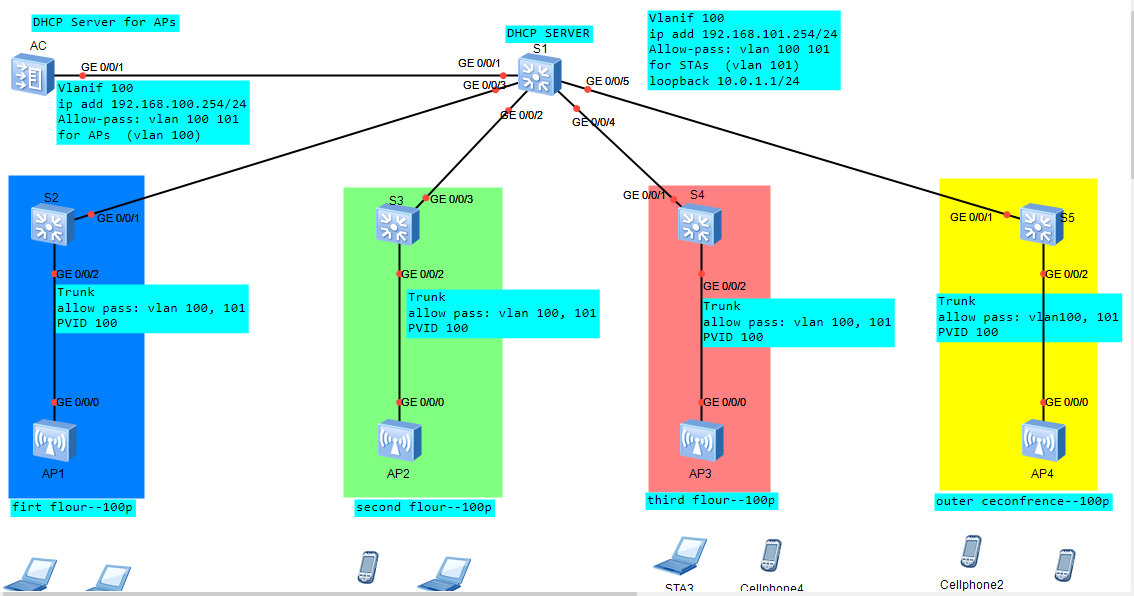 DHCP Server for APs
AC
GE 0/0/1
Vlanif 100
ip add 192.168.100.254/24
Allow-pass: vlan 100 101
for APs (vlan 100)
DHCP SERVER
S1
GE 0/0/1
GE 0/0/3
GE 0/0/2
GE 0/0/4
GE 0/0/5
Vlanif 100
ip add 192.168.101.254/24
Allow-pass: vlan 100 101
for STAs (vlan 101)
loopback 10.0.1.1/24
S2
GE 0/0/1
GE 0/0/2
Trunk
allow pass: vlan 100, 101
PVID 100
GE 0/0/0
AP1
firt flour--100p
S3
GE 0/0/3
GE 0/0/2
Trunk
allow pass: vlan 100, 101
PVID 100
GE 0/0/0
AP2
second flour--100p
GE 0/0/1
S4
GE 0/0/2
Trunk
allow pass: vlan 100, 101
PVID 100
GE 0/0/0
AP3
third flour--100p
GE 0/0/1
S5
GE 0/0/2
Trunk
allow pass: vlan100, 101
PVID 100
GE 0/0/0
AP4
outer ceconfrence--100p
STA3
Cellphone4
Cellphone2